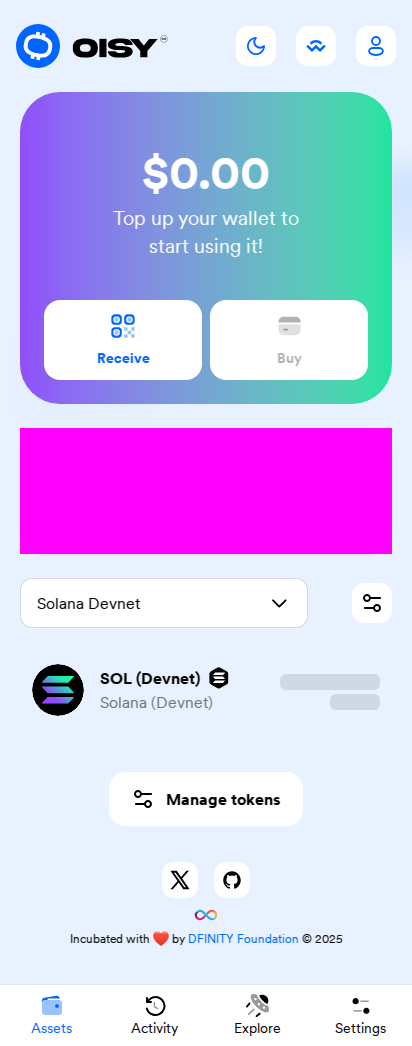 OISY
$0.00
Top up your wallet to
start using it!
Receive
Buy
Solana Devnet
SOL (Devnet)
Solana (Devnet)
Manage tokens
Incubated with ❤️ by DFINITY Foundation © 2025
Assets
Activity
Explore
Settings